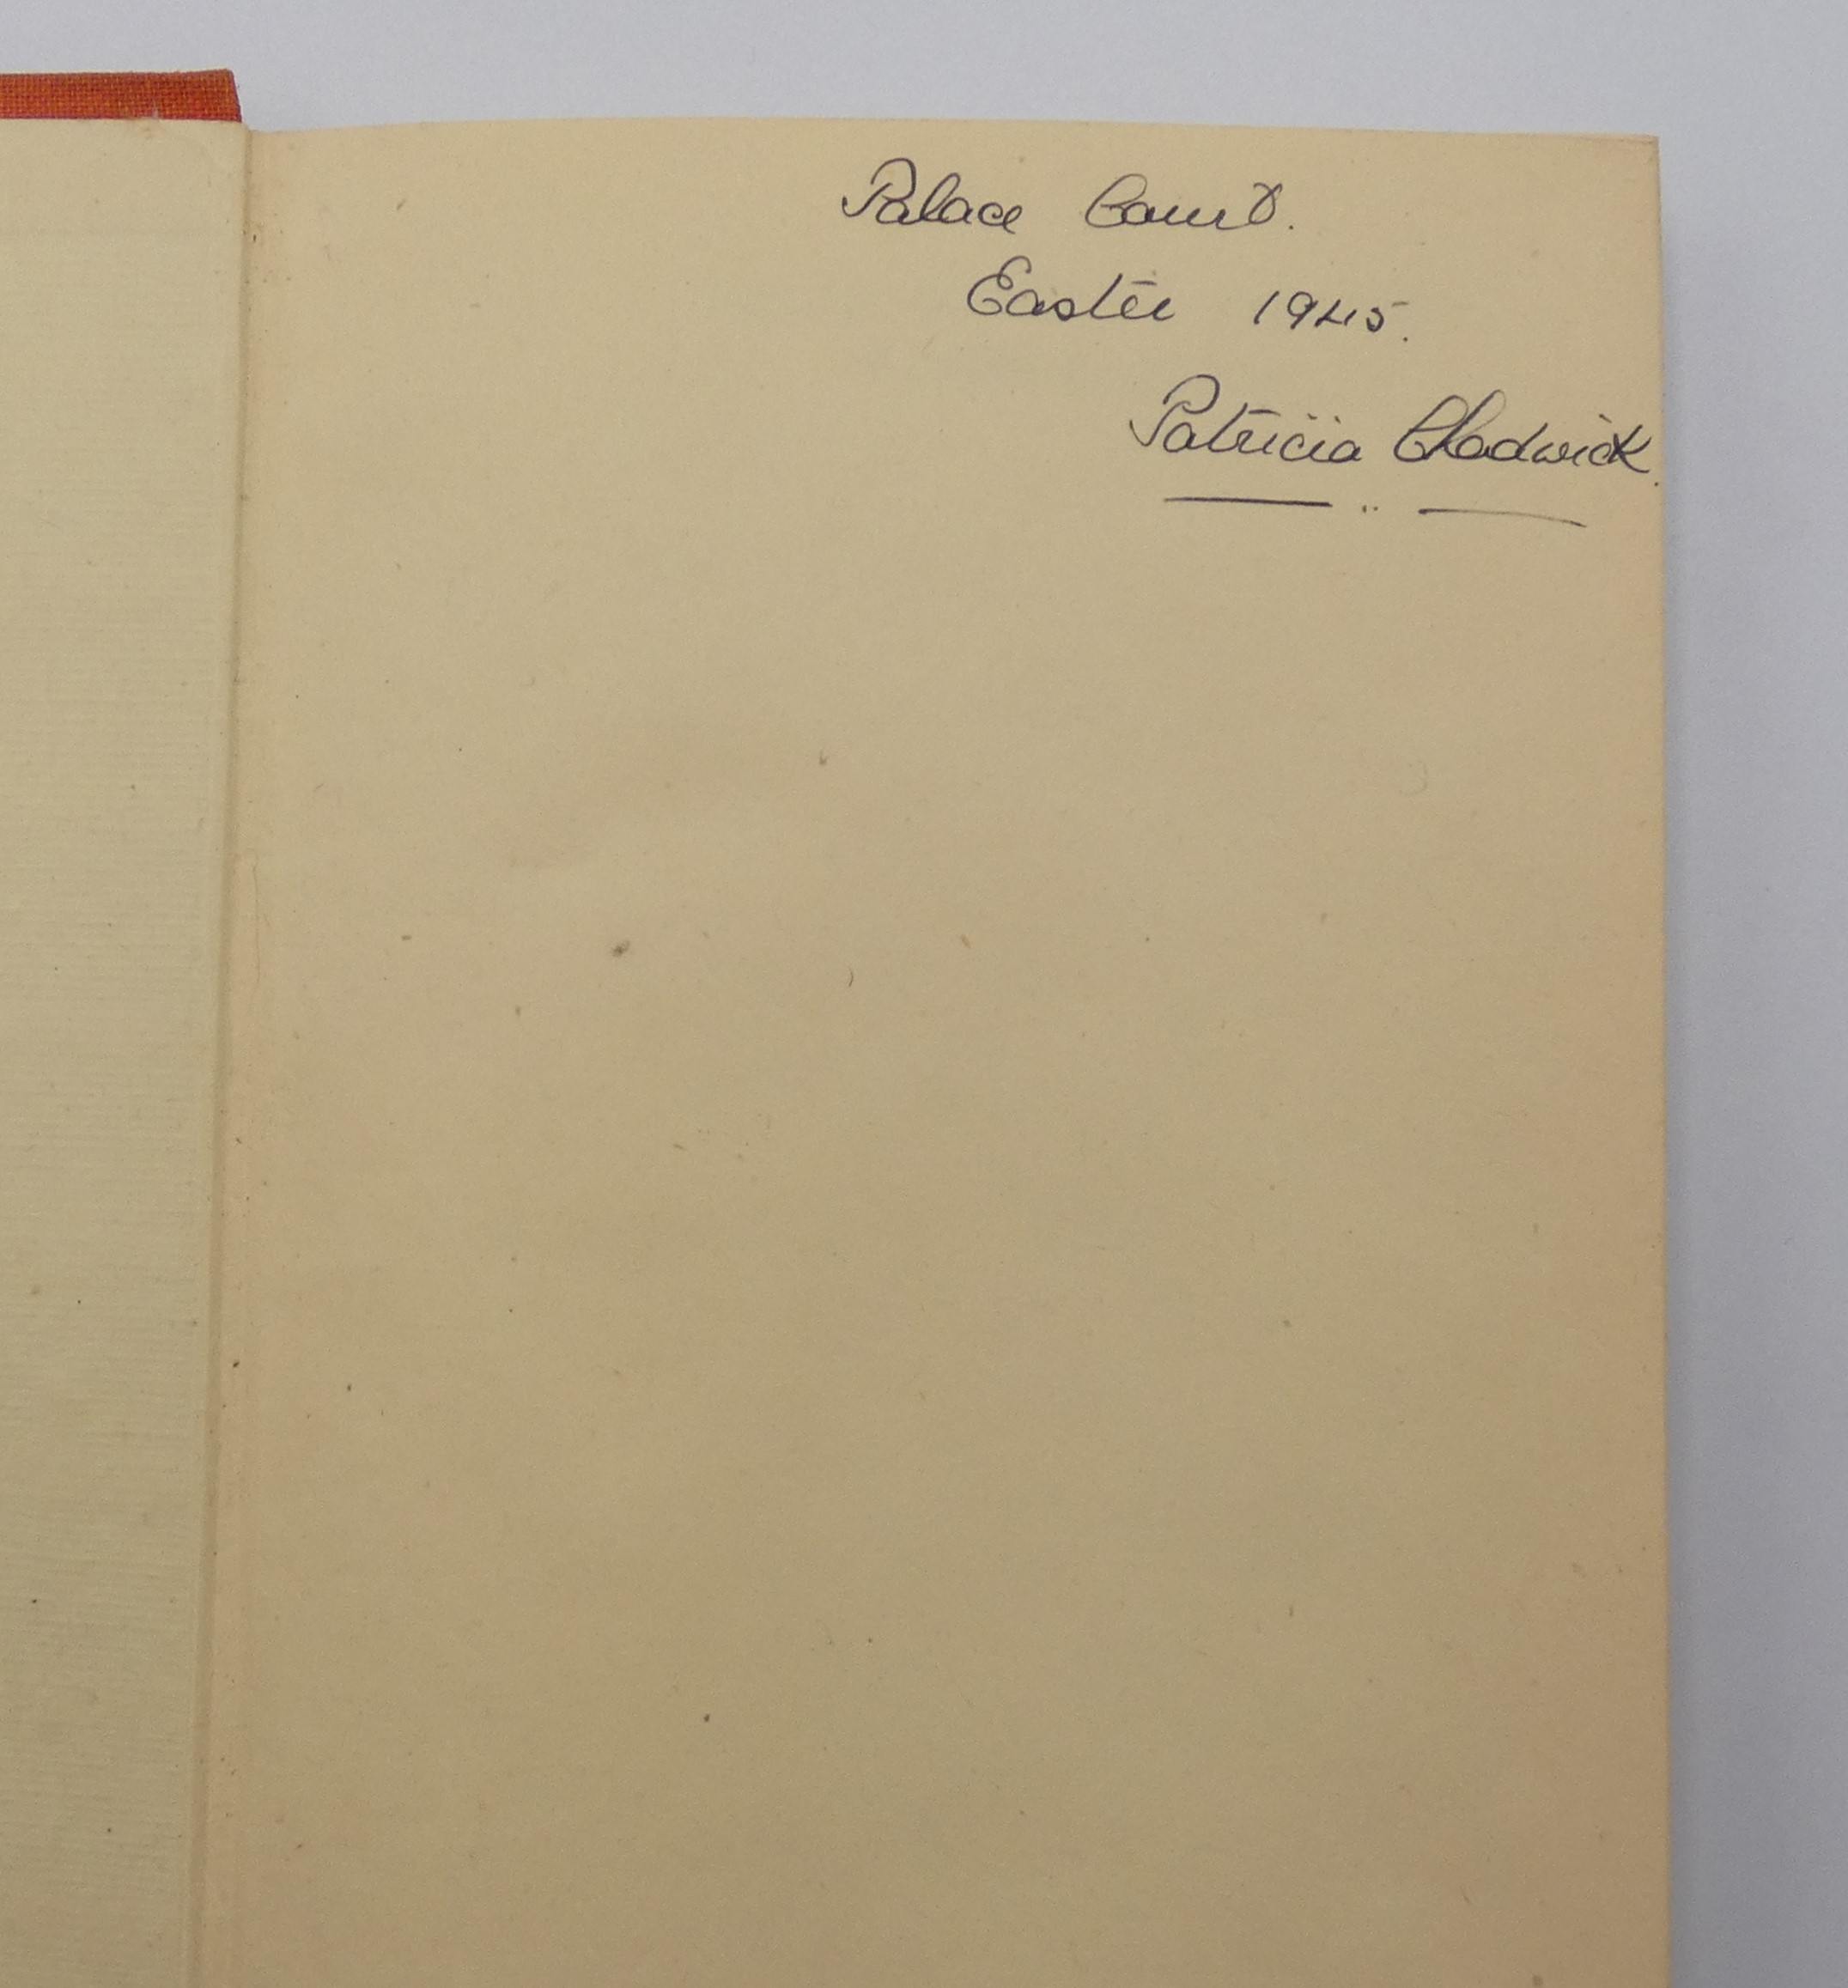 Palace Court.
Easter 1945.
Patricia Chadwick.